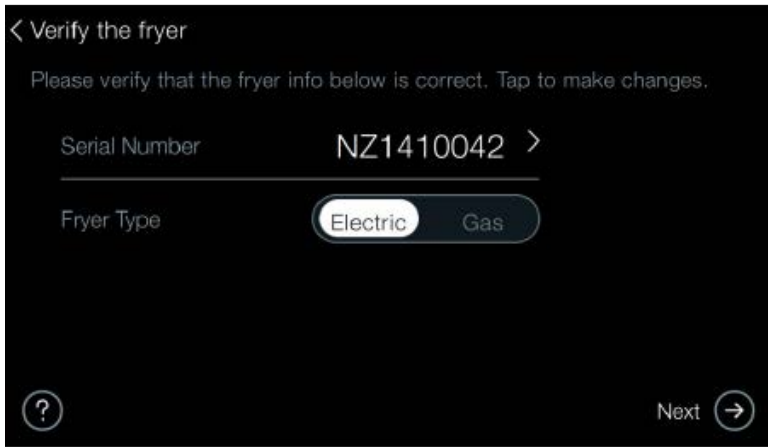 Verify the fryer
Please verify that the fryer info below is correct. Tap to make changes.
Serial Number NZ1410042
Fryer Type Electric Gas
?
Next